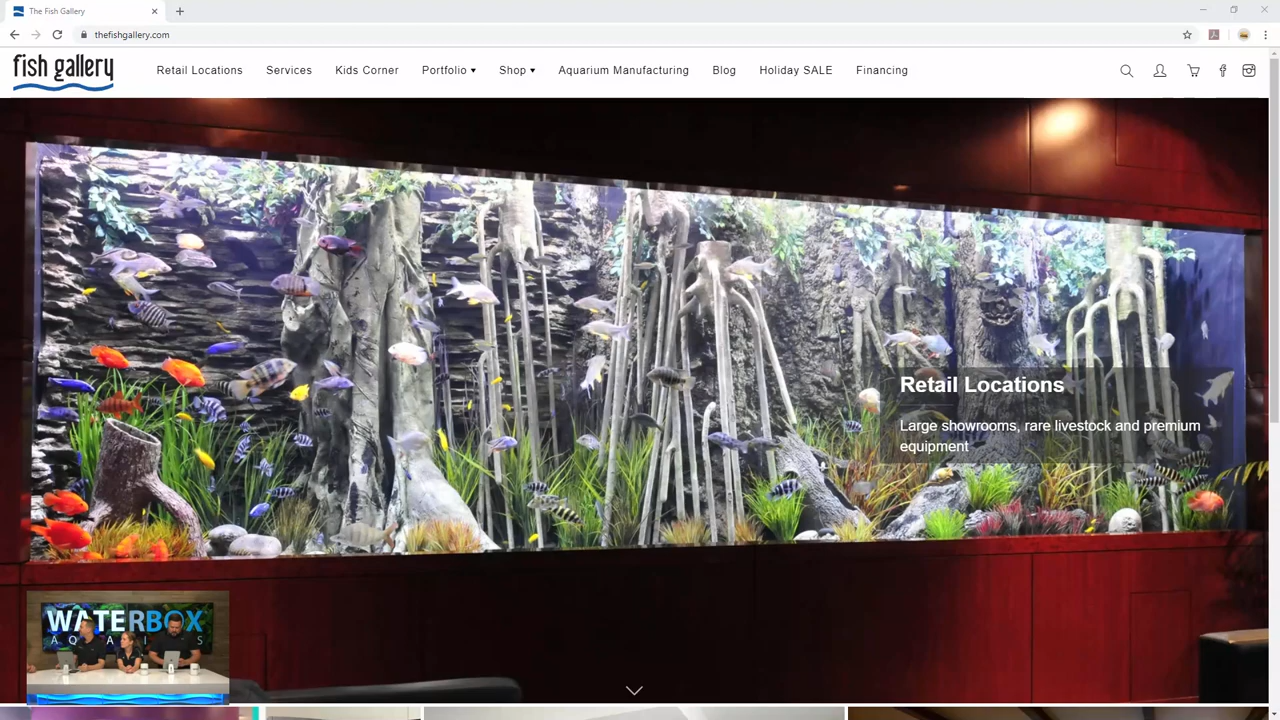 The Fish Gallery
thefishgallery.com
fish gallery
Retail Locations Services Kids Corner Portfolio Shop Aquarium Manufacturing Blog Holiday SALE Financing
Retail Locations
Large showrooms, rare livestock and premium
equipment
WATERBOX
AQUARIUMS